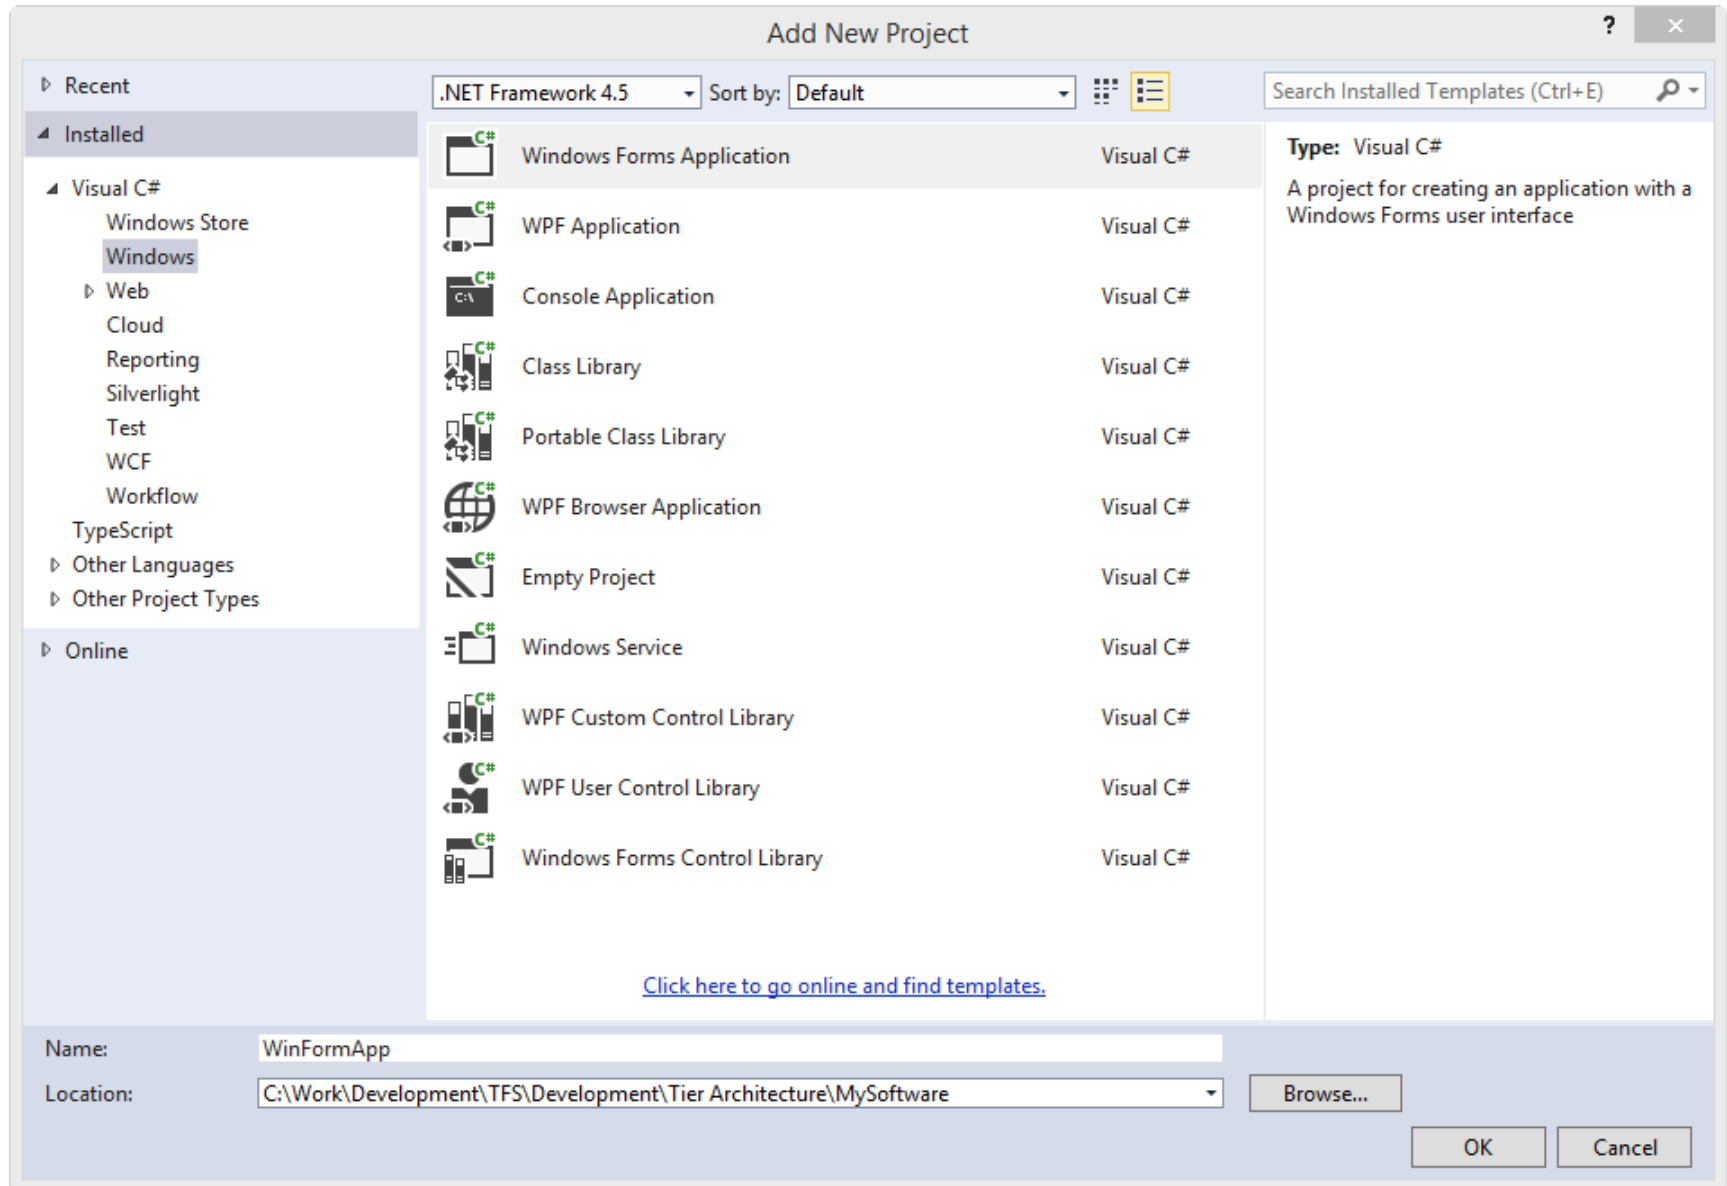 Add New Project
?
Recent
Installed
Visual C#
Windows Store
Windows
Web
Cloud
Reporting
Silverlight
Test
WCF
Workflow
TypeScript
Other Languages
Other Project Types
Online
.NET Framework 4.5
Sort by: Default
Search Installed Templates (Ctrl+E)
Windows Forms Application Visual C#
WPF Application Visual C#
Console Application Visual C#
Class Library Visual C#
Portable Class Library Visual C#
WPF Browser Application Visual C#
Empty Project Visual C#
Windows Service Visual C#
WPF Custom Control Library Visual C#
WPF User Control Library Visual C#
Windows Forms Control Library Visual C#
Click here to go online and find templates.
Type: Visual C#
A project for creating an application with a
Windows Forms user interface
Name: WinFormApp
Location: C:\Work\Development\TFS\Development\Tier Architecture\MySoftware
Browse...
OK Cancel